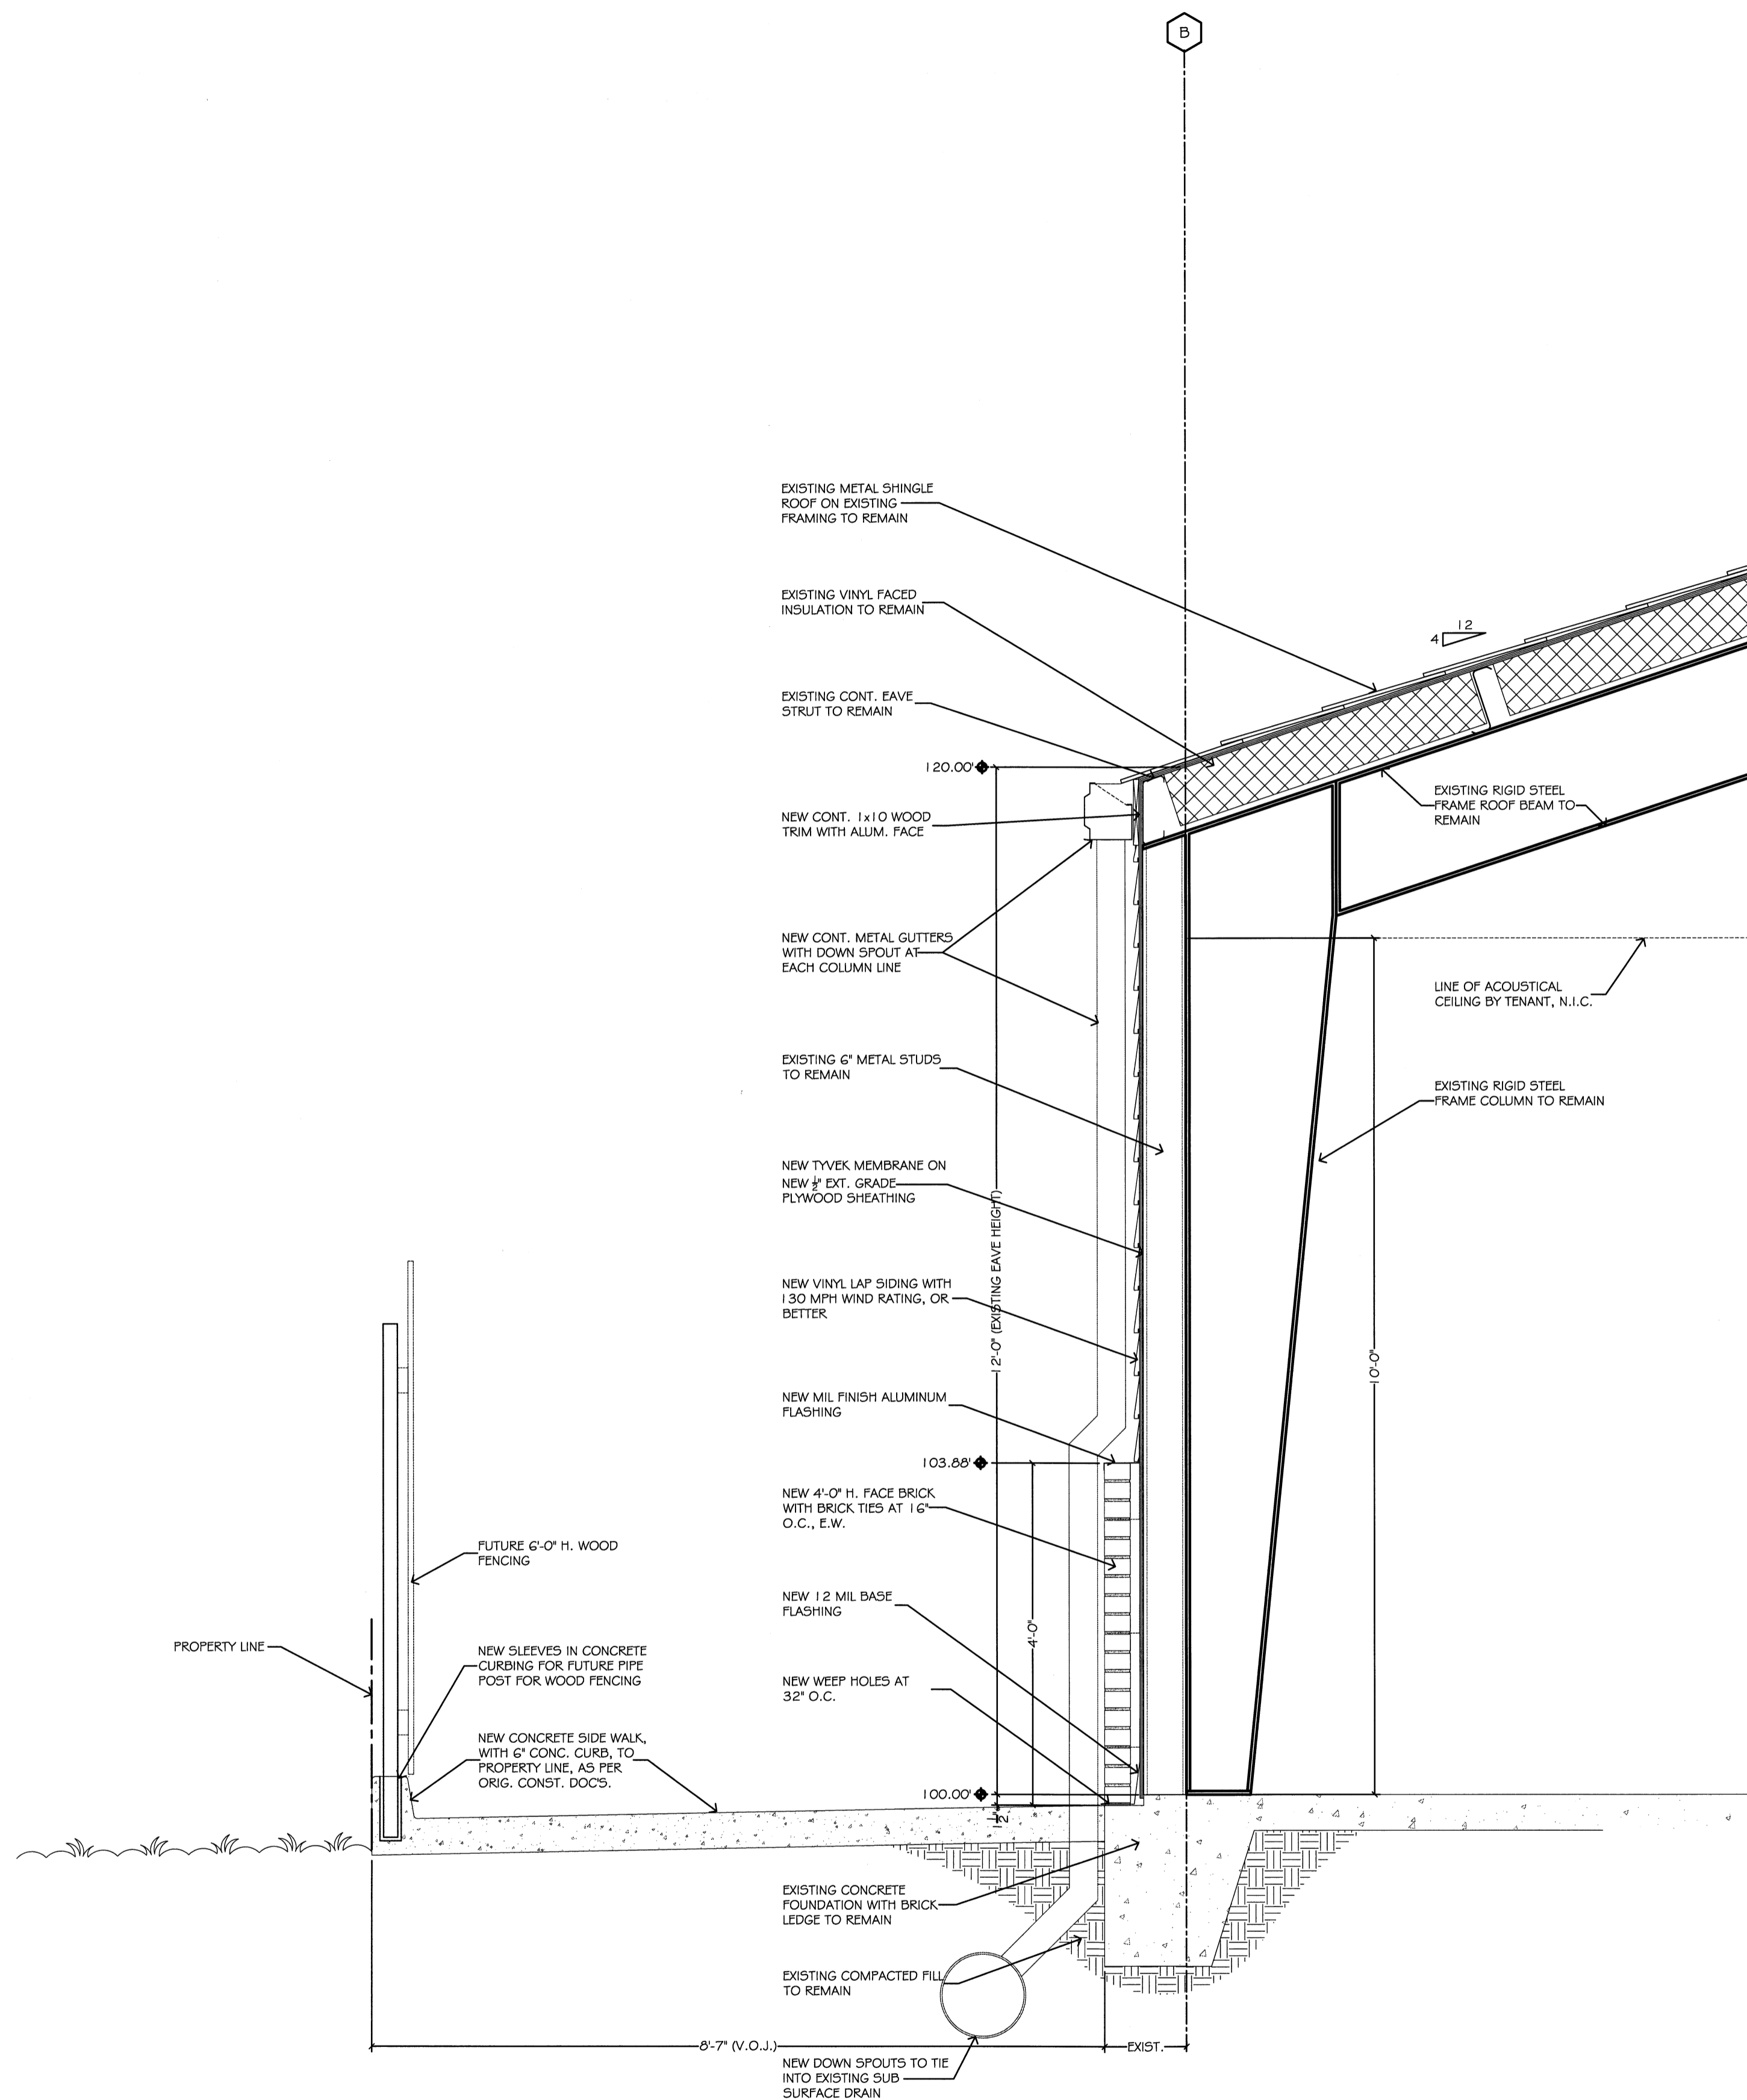 B
EXISTING METAL SHINGLE
ROOF ON EXISTING
FRAMING TO REMAIN
EXISTING VINYL FACED
INSULATION TO REMAIN
12
4
EXISTING CONT. EAVE
STRUT TO REMAIN
120.00'
NEW CONT. 1x10 WOOD
TRIM WITH ALUM. FACE
EXISTING RIGID STEEL
FRAME ROOF BEAM TO
REMAIN
NEW CONT. METAL GUTTERS
WITH DOWN SPOUT AT
EACH COLUMN LINE
LINE OF ACOUSTICAL
CEILING BY TENANT, N.I.C.
EXISTING 6" METAL STUDS
TO REMAIN
EXISTING RIGID STEEL
FRAME COLUMN TO REMAIN
NEW TYVEK MEMBRANE ON
NEW ½" EXT. GRADE
PLYWOOD SHEATHING
12'-0" (EXISTING EAVE HEIGHT)
NEW VINYL LAP SIDING WITH
130 MPH WIND RATING, OR
BETTER
10'-0"
NEW MIL FINISH ALUMINUM
FLASHING
103.88'
NEW 4'-0" H. FACE BRICK
WITH BRICK TIES AT 16"
O.C., E.W.
FUTURE 6'-0" H. WOOD
FENCING
NEW 12 MIL BASE
FLASHING
4'-0"
PROPERTY LINE
NEW SLEEVES IN CONCRETE
CURBING FOR FUTURE PIPE
POST FOR WOOD FENCING
NEW WEEP HOLES AT
32" O.C.
NEW CONCRETE SIDE WALK,
WITH 6" CONC. CURB, TO
PROPERTY LINE, AS PER
ORIG. CONST. DOC'S.
100.00'
EXISTING CONCRETE
FOUNDATION WITH BRICK
LEDGE TO REMAIN
EXISTING COMPACTED FILL
TO REMAIN
8'-7" (V.O.J.)
EXIST.
NEW DOWN SPOUTS TO TIE
INTO EXISTING SUB
SURFACE DRAIN